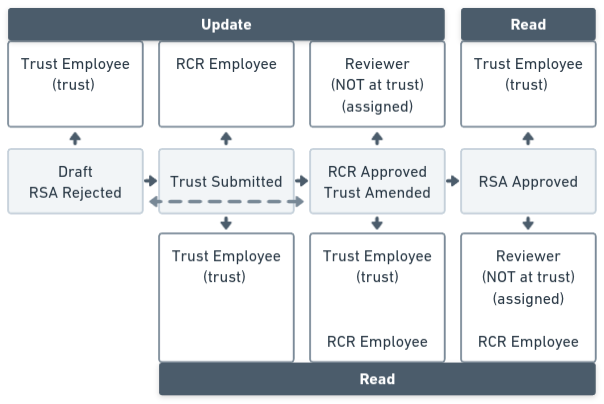 Update
Read
Trust Employee
(trust)
RCR Employee
Reviewer
(NOT at trust)
(assigned)
Trust Employee
(trust)
Draft
RSA Rejected
Trust Submitted
RCR Approved
Trust Amended
RSA Approved
Trust Employee
(trust)
Trust Employee
(trust)
RCR Employee
Reviewer
(NOT at trust)
(assigned)
RCR Employee
Read